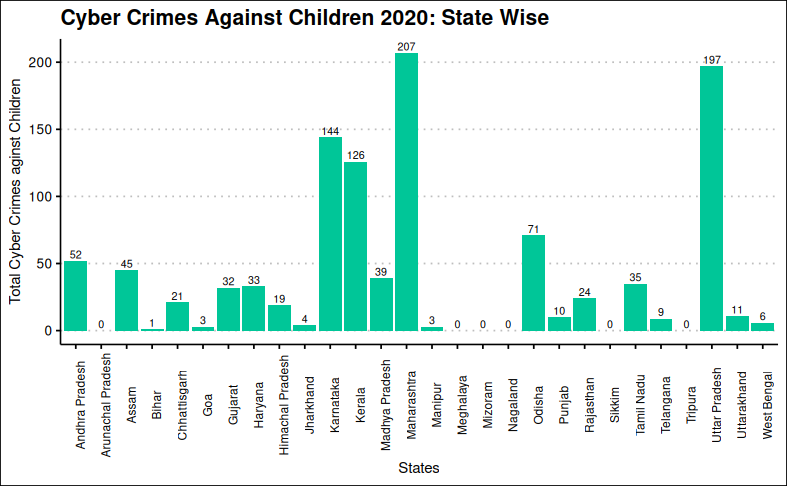 Cyber Crimes Against Children 2020: State Wise
Total Cyber Crimes against Children
200
150
100
50
0
52
0
45
1
21
3
32
33
19
4
144
126
39
207
3
0
0
0
71
10
24
0
35
9
0
197
11
6
Andhra Pradesh
Arunachal Pradesh
Assam
Bihar
Chhattisgarh
Goa
Gujarat
Haryana
Himachal Pradesh
Jharkhand
Karnataka
Kerala
Madhya Pradesh
Maharashtra
Manipur
Meghalaya
Mizoram
Nagaland
Odisha
Punjab
Rajasthan
Sikkim
Tamil Nadu
Telangana
Tripura
Uttar Pradesh
Uttarakhand
West Bengal
States